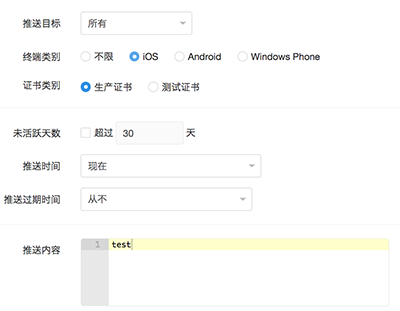 推送目标 所有
终端类别 不限 iOS Android Windows Phone
证书类别 生产证书 测试证书
未活跃天数 超过 30 天
推送时间 现在
推送过期时间 从不
推送内容 1 test